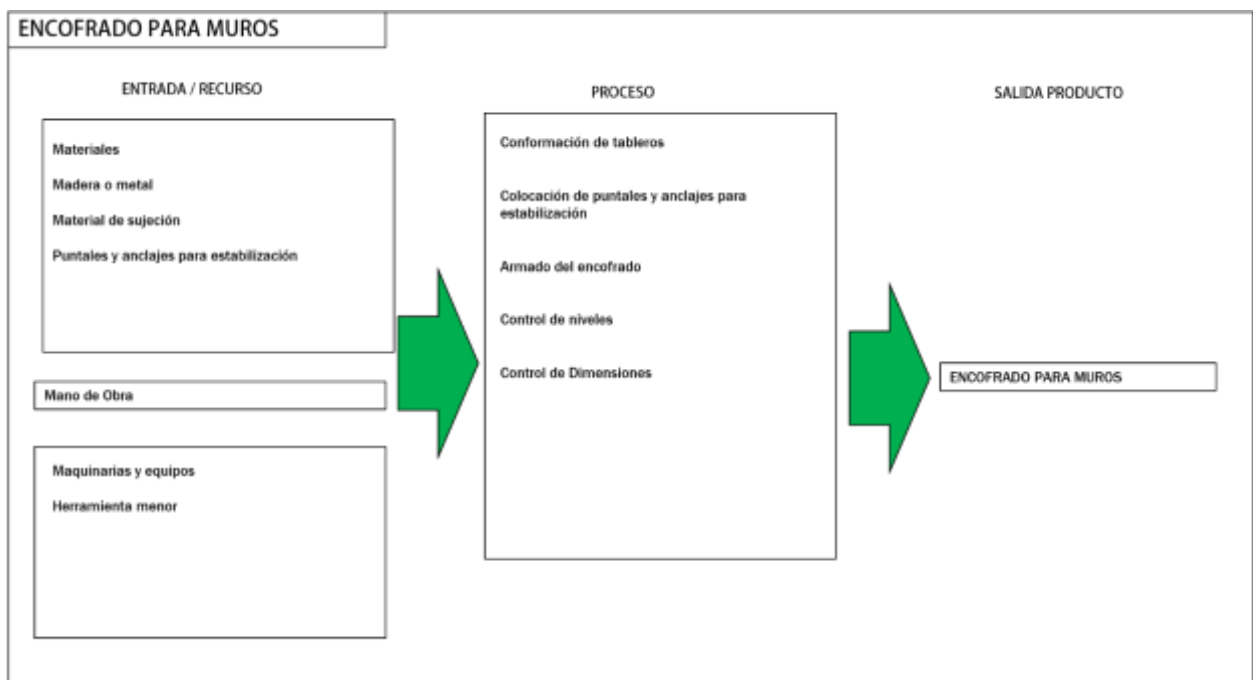 ENCOFRADO PARA MUROS
ENTRADA / RECURSO
Materiales
Madera o metal
Material de sujeción
Puntales y anclajes para estabilización
Mano de Obra
Maquinarias y equipos
Herramienta menor
PROCESO
Conformación de tableros
Colocación de puntales y anclajes para
estabilización
Armado del encofrado
Control de niveles
Control de Dimensiones
SALIDA PRODUCTO
ENCOFRADO PARA MUROS